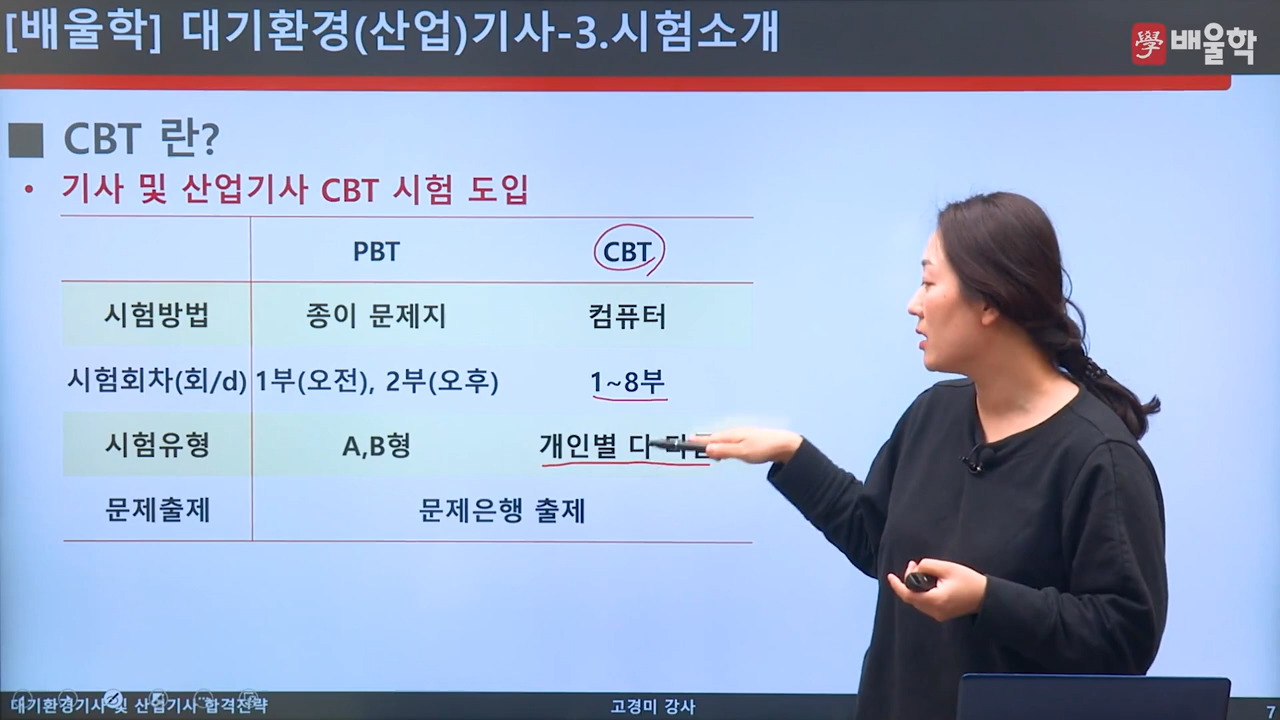 [배울학] 대기환경(산업)기사-3.시험소개
學 배울학
■ CBT 란?
• 기사 및 산업기사 CBT 시험 도입
PBT CBT
시험방법 종이 문제지 컴퓨터
시험회차(회/d) 1부(오전), 2부(오후) 1~8부
시험유형 A,B형 개인별 다
문제출제 문제은행 출제
대기환경기사 및 산업기사 합격전략 고경미 강사 7